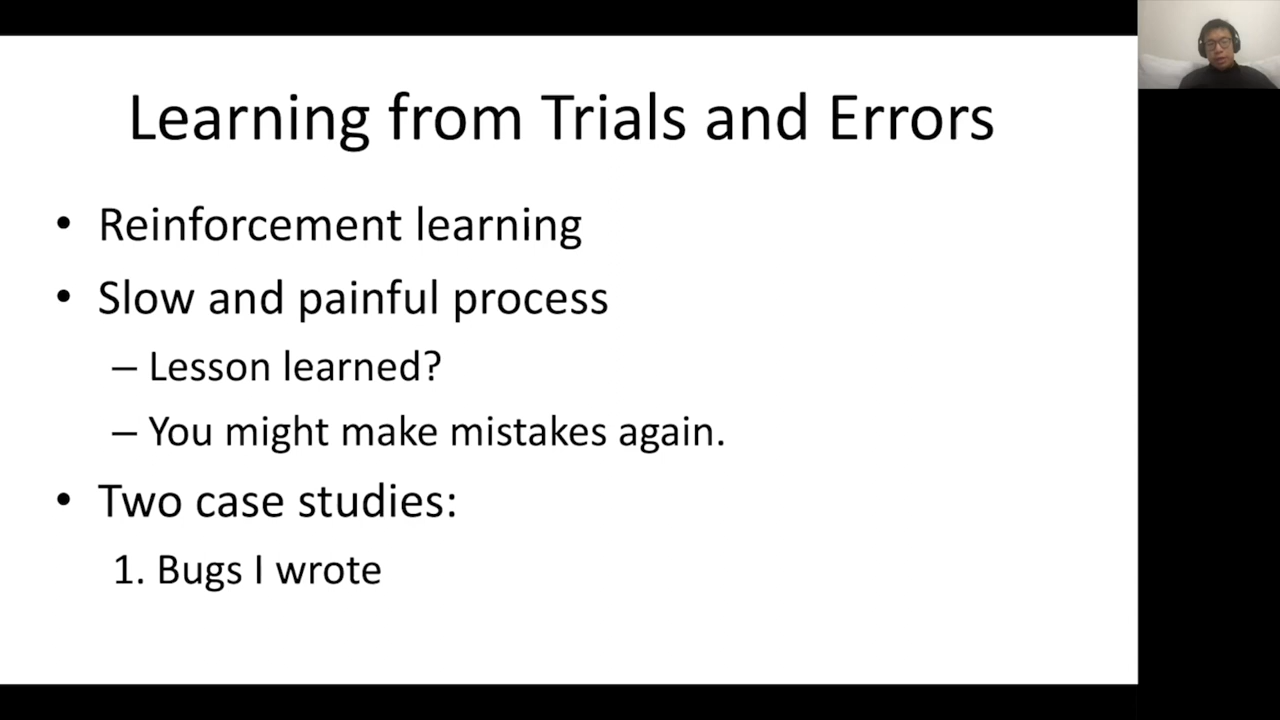 Learning from Trials and Errors
• Reinforcement learning
• Slow and painful process
– Lesson learned?
– You might make mistakes again.
• Two case studies:
1. Bugs I wrote